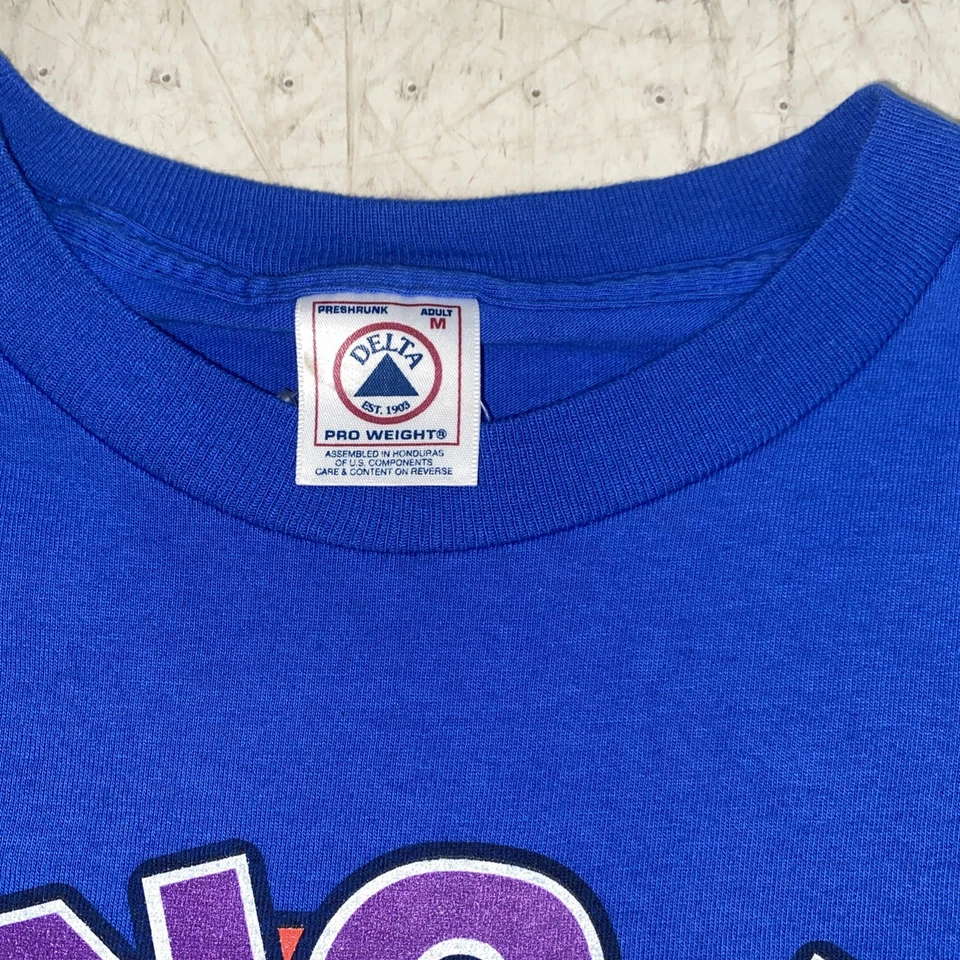 PRESHRUNK ADULT
M
DELTA
EST. 1903
PRO WEIGHT®
ASSEMBLED IN HONDURAS
OF U.S. COMPONENTS
CARE & CONTENT ON REVERSE